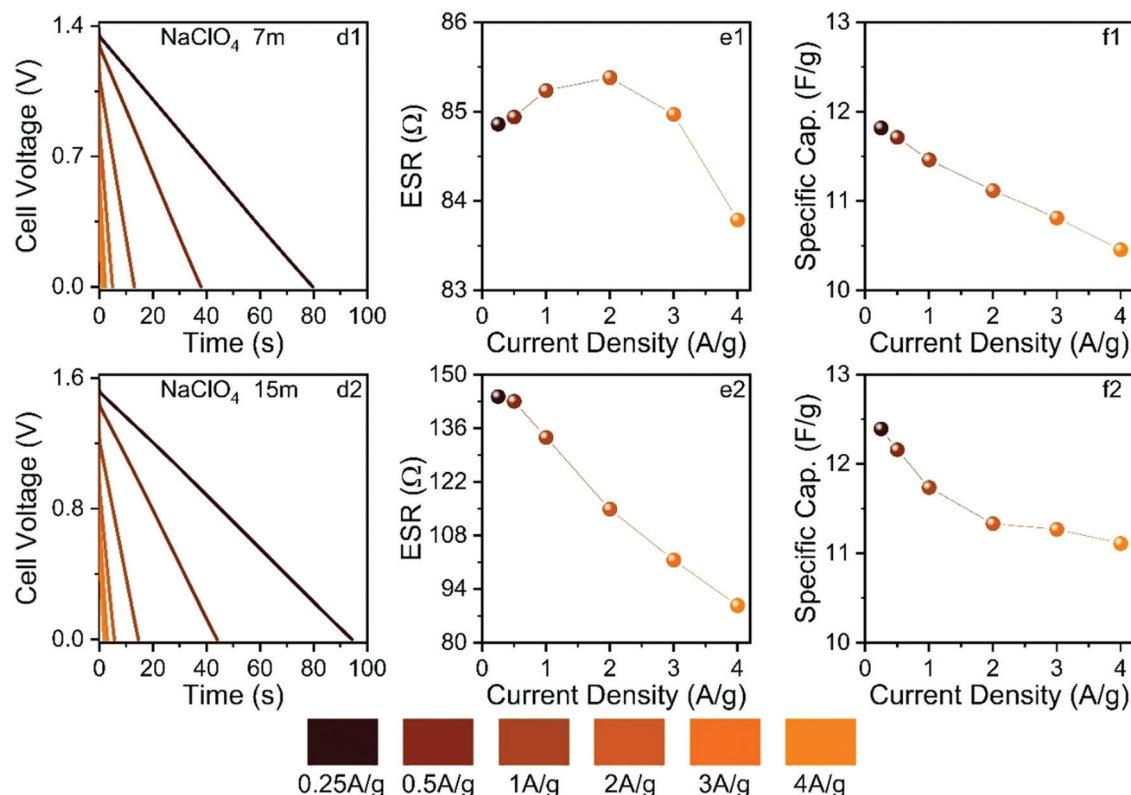 NaClO4 7m d1
Cell Voltage (V)
1.4
0.7
0.0
0 20 40 60 80 100
Time (s)
e1
ESR (Ω)
86
85
84
83
0 1 2 3 4
Current Density (A/g)
f1
Specific Cap. (F/g)
13
12
11
10
0 1 2 3 4
Current Density (A/g)
NaClO4 15m d2
Cell Voltage (V)
1.6
0.8
0.0
0 20 40 60 80 100
Time (s)
e2
ESR (Ω)
150
136
122
108
94
80
0 1 2 3 4
Current Density (A/g)
f2
Specific Cap. (F/g)
13
12
11
10
0 1 2 3 4
Current Density (A/g)
0.25A/g 0.5A/g 1A/g 2A/g 3A/g 4A/g